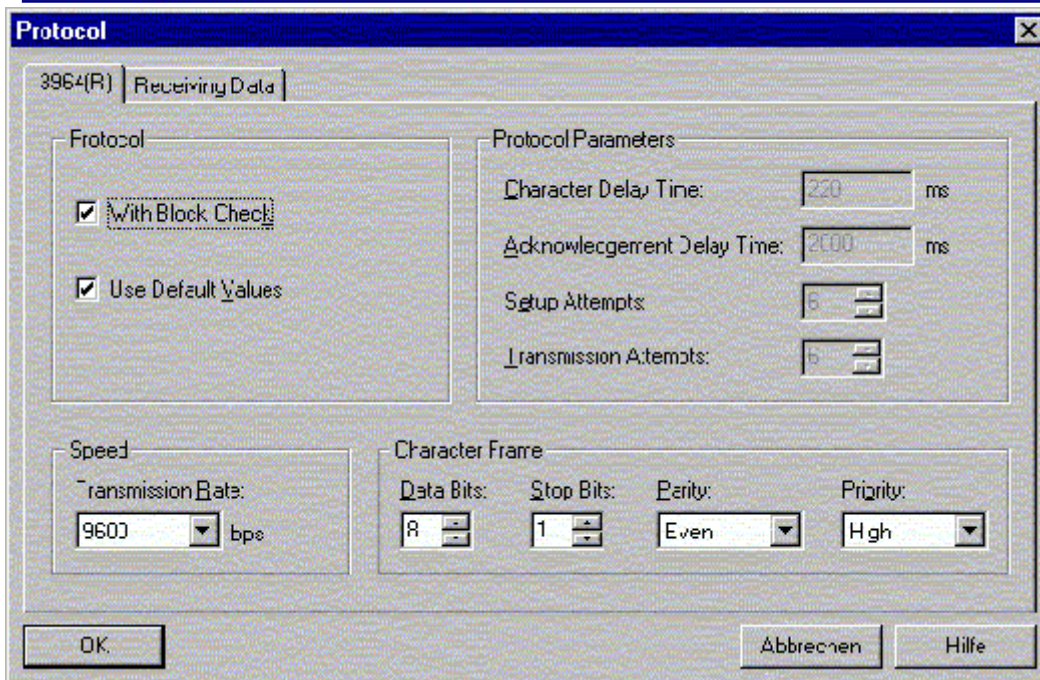 Protocol
3964(R) Receiving Data
Protocol
With Block Check
Use Default Values
Protocol Parameters
Character Delay Time: 220 ms
Acknowledgement Delay Time: 2000 ms
Setup Attempts: 6
Transmission Attempts: 6
Speed
Transmission Rate:
9600 bps
Character Frame
Data Bits: Stop Bits: Parity: Priority:
8 1 Even High
OK Abbrechen Hilfe